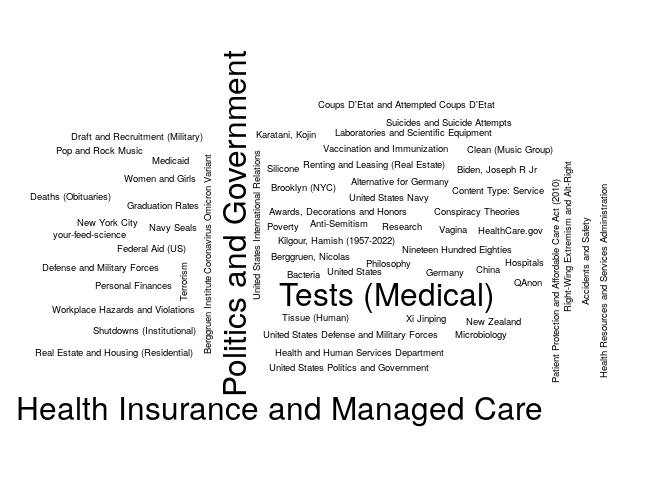 Coups D'Etat and Attempted Coups D'Etat
Suicides and Suicide Attempts
Draft and Recruitment (Military)
Karatani, Kojin
Laboratories and Scientific Equipment
Pop and Rock Music
Vaccination and Immunization
Clean (Music Group)
Medicaid
Silicone
Renting and Leasing (Real Estate)
Biden, Joseph R Jr
Women and Girls
Brooklyn (NYC)
Alternative for Germany
Content Type: Service
Deaths (Obituaries)
United States Navy
Graduation Rates
Awards, Decorations and Honors
Conspiracy Theories
New York City
Navy Seals
Poverty
Anti-Semitism
Research
Vagina
HealthCare.gov
your-feed-science
Kilgour, Hamish (1957-2022)
Federal Aid (US)
Nineteen Hundred Eighties
Berggruen, Nicolas
Philosophy
Hospitals
Defense and Military Forces
Bacteria
United States
Germany
China
QAnon
Personal Finances
Terrorism
Tests (Medical)
Workplace Hazards and Violations
Tissue (Human)
Xi Jinping
New Zealand
Shutdowns (Institutional)
United States Defense and Military Forces
Microbiology
Real Estate and Housing (Residential)
Health and Human Services Department
United States Politics and Government
Berggruen Institute
Coronavirus Omicron Variant
Politics and Government
United States International Relations
Patient Protection and Affordable Care Act (2010)
Right-Wing Extremism and Alt-Right
Accidents and Safety
Health Resources and Services Administration
Health Insurance and Managed Care